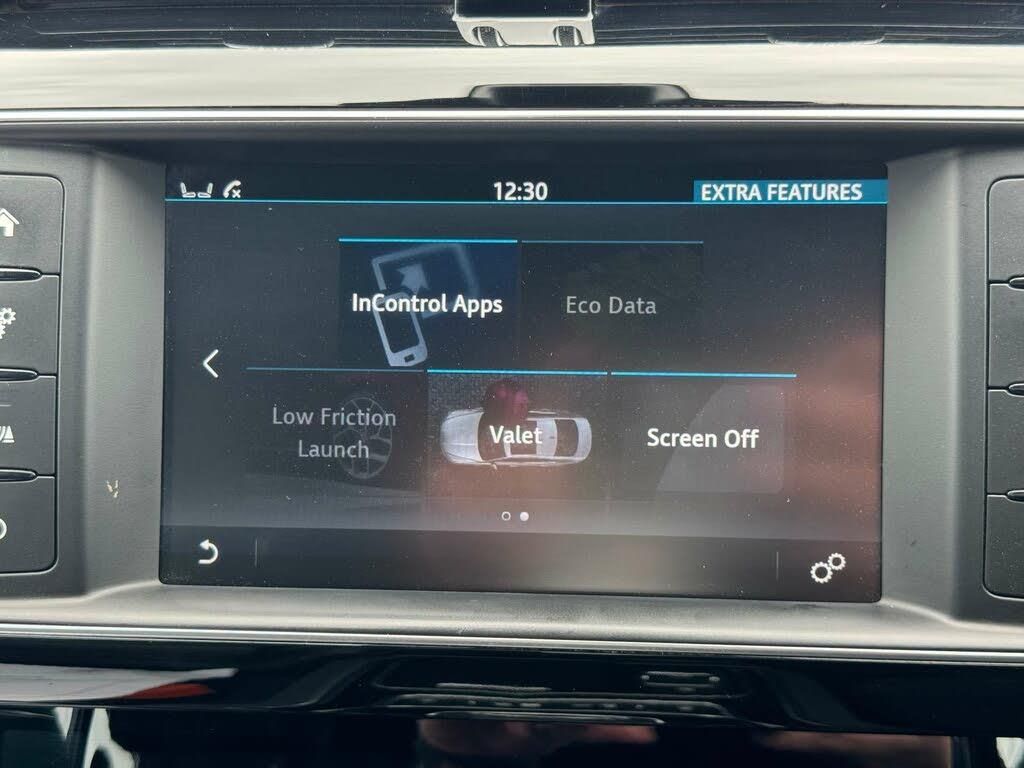 12:30
EXTRA FEATURES
InControl Apps
Eco Data
Low Friction
Launch
Valet
Screen Off